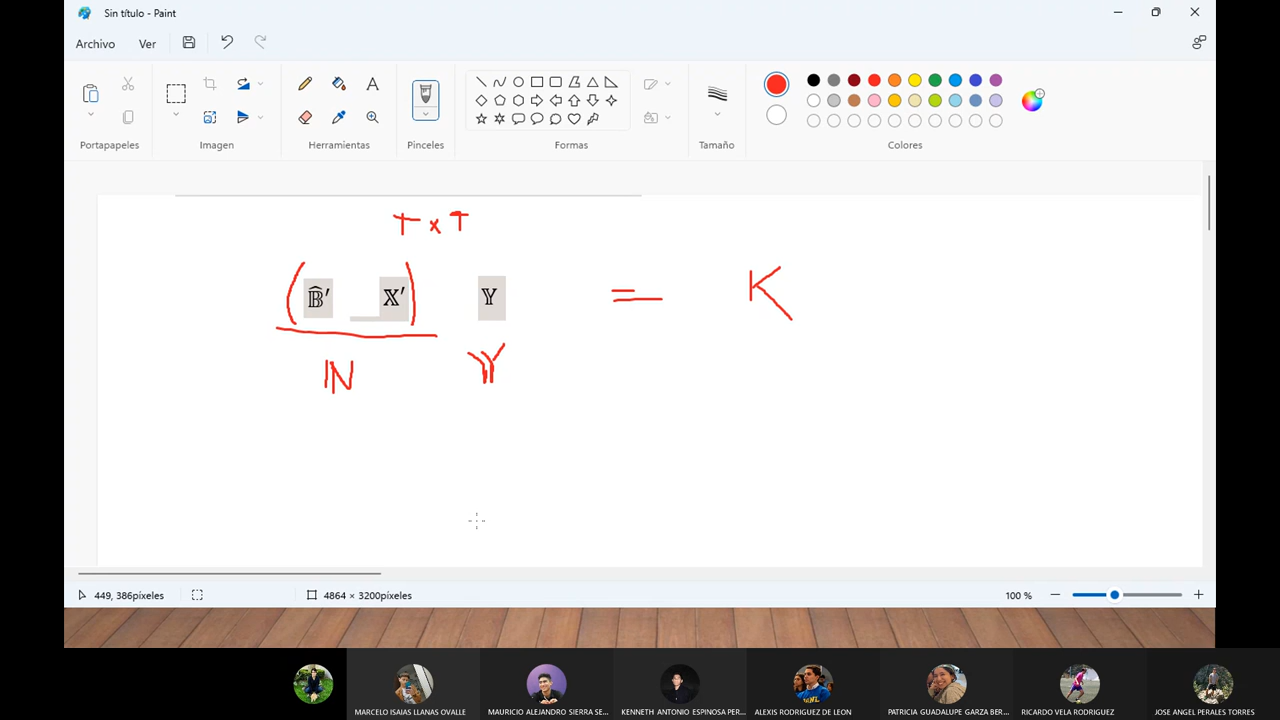 Sin título - Paint
Archivo Ver
Portapapeles Imagen Herramientas Pinceles Formas Tamaño Colores
T x T
(𝔹̂′ 𝕏′) 𝕐 = K
ℕ 𝕐
449, 386píxeles 4864 × 3200píxeles 100 %
MARCELO ISAIAS LLANAS OVALLE MAURICIO ALEJANDRO SIERRA SE... KENNETH ANTONIO ESPINOSA PER... ALEXIS RODRIGUEZ DE LEON PATRICIA GUADALUPE GARZA BER... RICARDO VELA RODRIGUEZ JOSE ANGEL PERALES TORRES